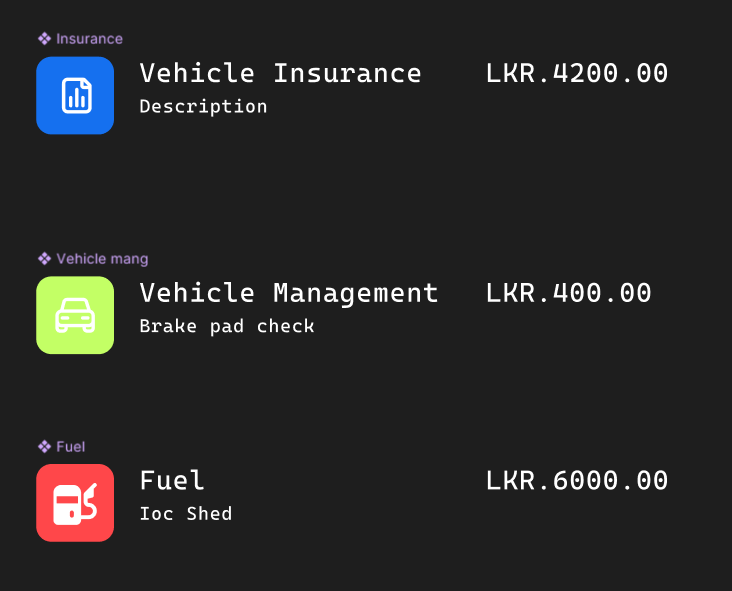 Insurance
Vehicle Insurance LKR.4200.00
Description
Vehicle mang
Vehicle Management LKR.400.00
Brake pad check
Fuel
Fuel LKR.6000.00
Ioc Shed